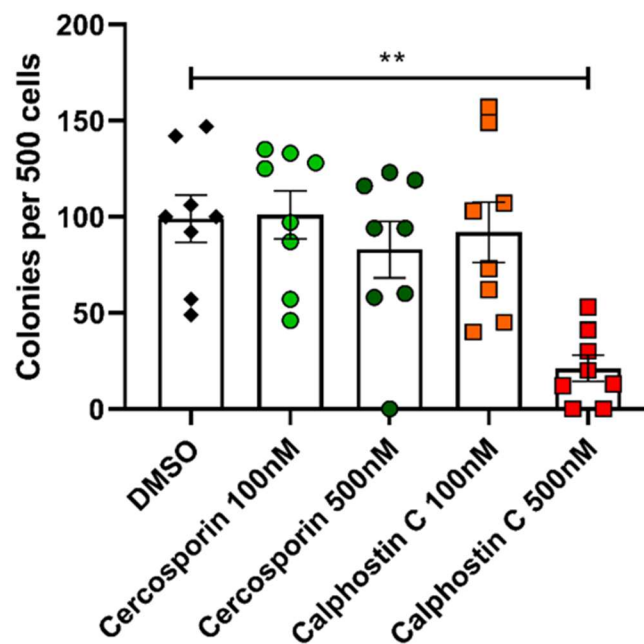 200
**
150
100
50
0
Colonies per 500 cells
DMSO
Cercosporin 100nM
Cercosporin 500nM
Calphostin C 100nM
Calphostin C 500nM